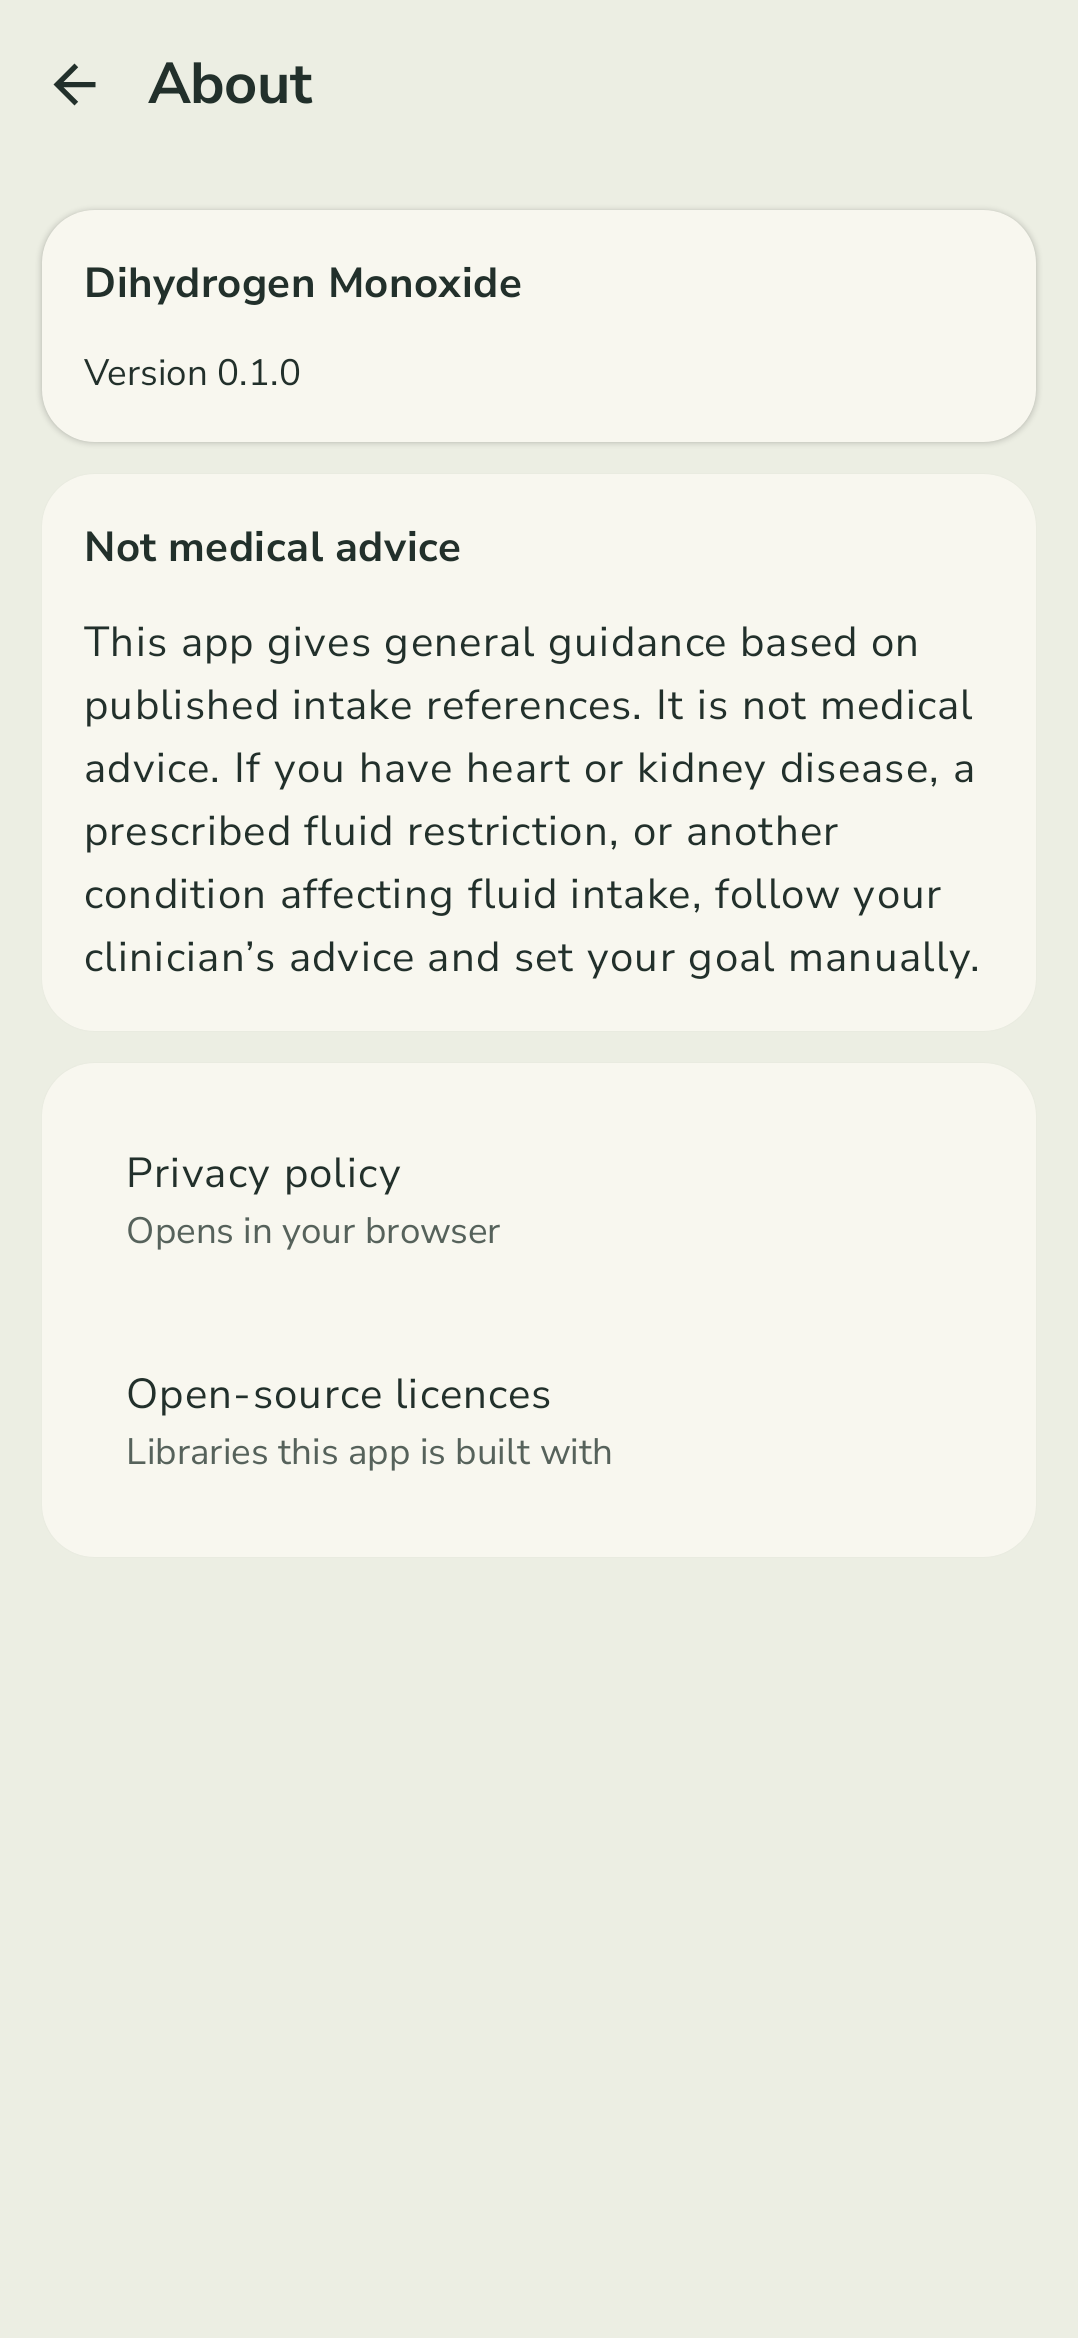 About
Dihydrogen Monoxide
Version 0.1.0
Not medical advice
This app gives general guidance based on
published intake references. It is not medical
advice. If you have heart or kidney disease, a
prescribed fluid restriction, or another
condition affecting fluid intake, follow your
clinician’s advice and set your goal manually.
Privacy policy
Opens in your browser
Open-source licences
Libraries this app is built with